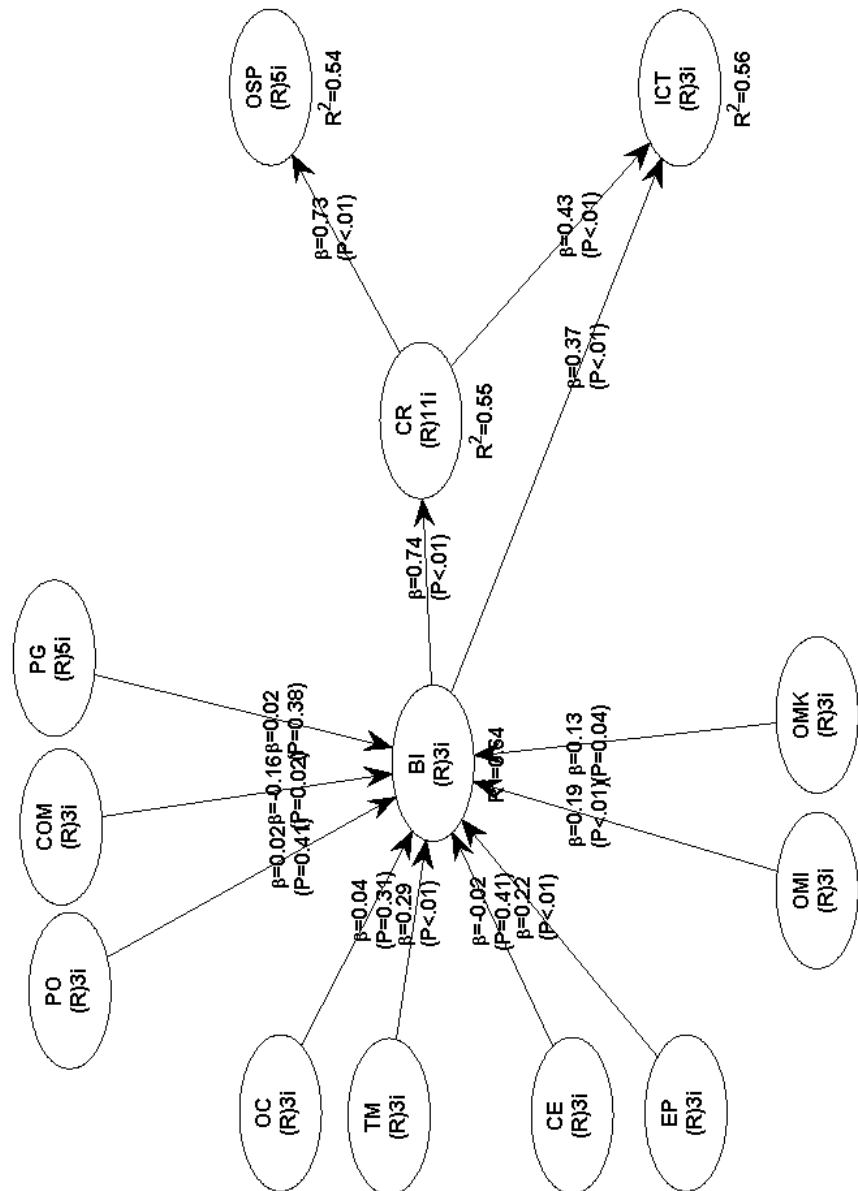 PG
(R)5i
COM
(R)3i
PO
(R)3i
OC
(R)3i
TM
(R)3i
CE
(R)3i
EP
(R)3i
OMI
(R)3i
OMK
(R)3i
BI
(R)3i
R²=0.64
CR
(R)11i
R²=0.55
OSP
(R)5i
R²=0.54
ICT
(R)3i
R²=0.56
β=0.02
(P=0.38)
β=-0.16
(P=0.02)
β=0.02
(P=0.41)
β=0.04
(P=0.31)
β=0.29
(P<.01)
β=-0.02
(P=0.41)
β=0.22
(P<.01)
β=0.19
(P<.01)
β=0.13
(P=0.04)
β=0.74
(P<.01)
β=0.37
(P<.01)
β=0.73
(P<.01)
β=0.43
(P<.01)